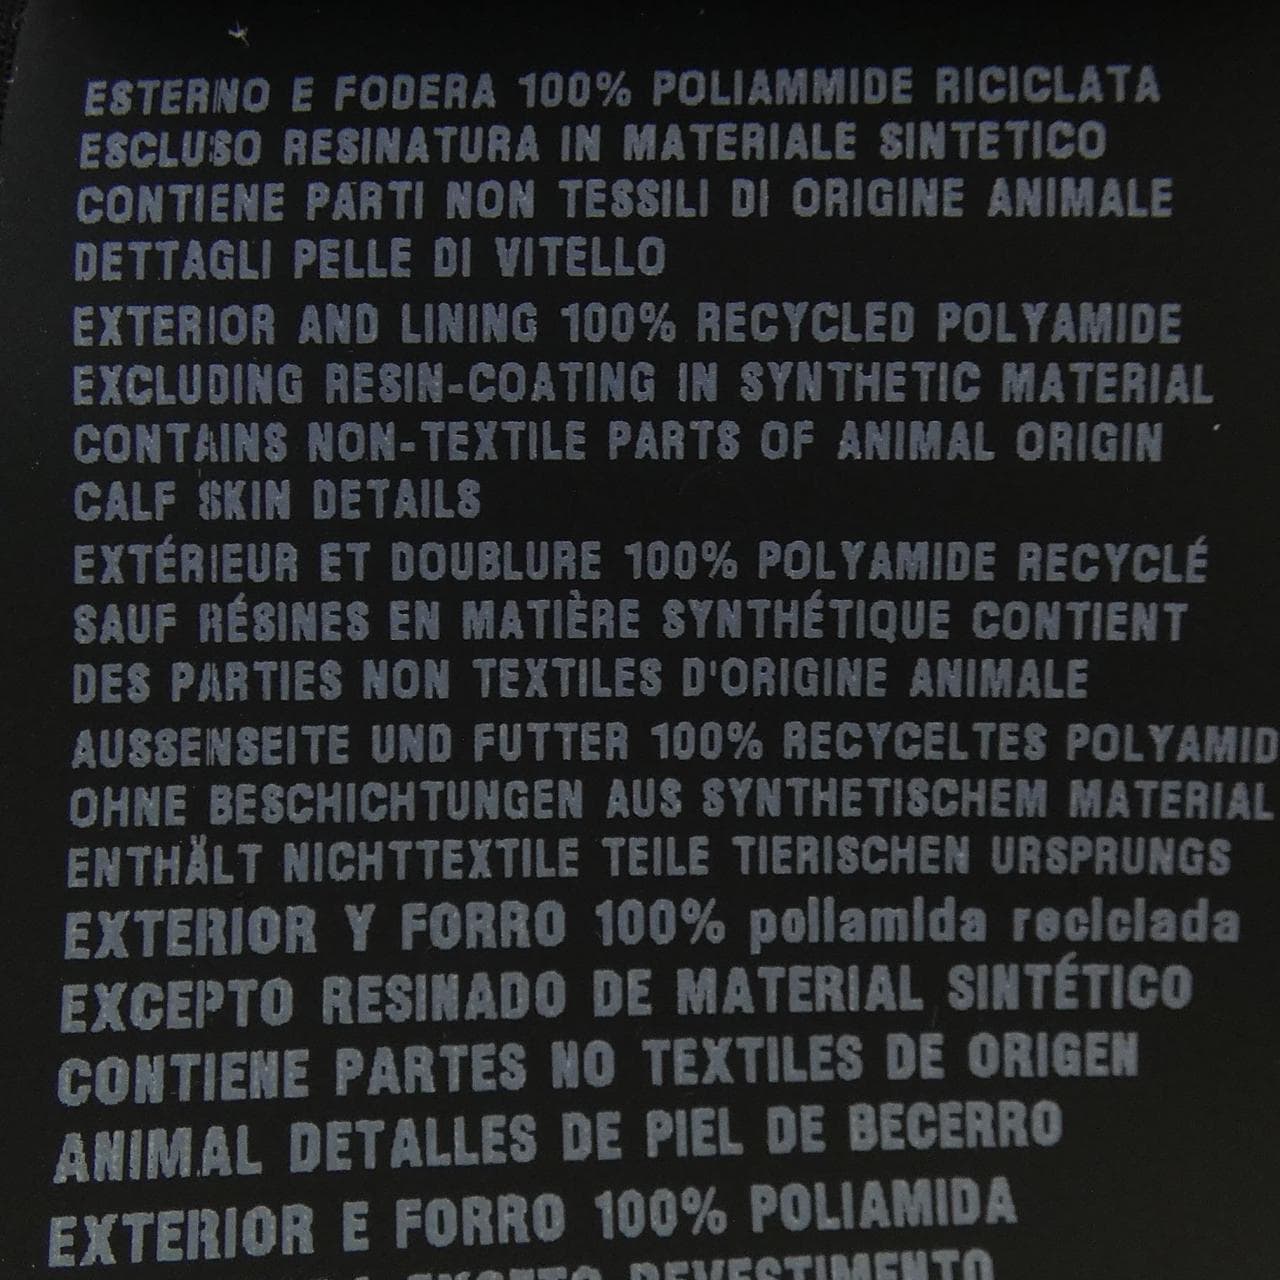 ESTERNO E FODERA 100% POLIAMMIDE RICICLATA
ESCLUSO RESINATURA IN MATERIALE SINTETICO
CONTIENE PARTI NON TESSILI DI ORIGINE ANIMALE
DETTAGLI PELLE DI VITELLO
EXTERIOR AND LINING 100% RECYCLED POLYAMIDE
EXCLUDING RESIN-COATING IN SYNTHETIC MATERIAL
CONTAINS NON-TEXTILE PARTS OF ANIMAL ORIGIN
CALF SKIN DETAILS
EXTÉRIEUR ET DOUBLURE 100% POLYAMIDE RECYCLÉ
SAUF RÉSINES EN MATIÈRE SYNTHÉTIQUE CONTIENT
DES PARTIES NON TEXTILES D'ORIGINE ANIMALE
AUSSENSEITE UND FUTTER 100% RECYCELTES POLYAMID
OHNE BESCHICHTUNGEN AUS SYNTHETISCHEM MATERIAL
ENTHÄLT NICHTTEXTILE TEILE TIERISCHEN URSPRUNGS
EXTERIOR Y FORRO 100% poliamida reciclada
EXCEPTO RESINADO DE MATERIAL SINTÉTICO
CONTIENE PARTES NO TEXTILES DE ORIGEN
ANIMAL DETALLES DE PIEL DE BECERRO
EXTERIOR E FORRO 100% POLIAMIDA
EXCETO REVESTIMENTO